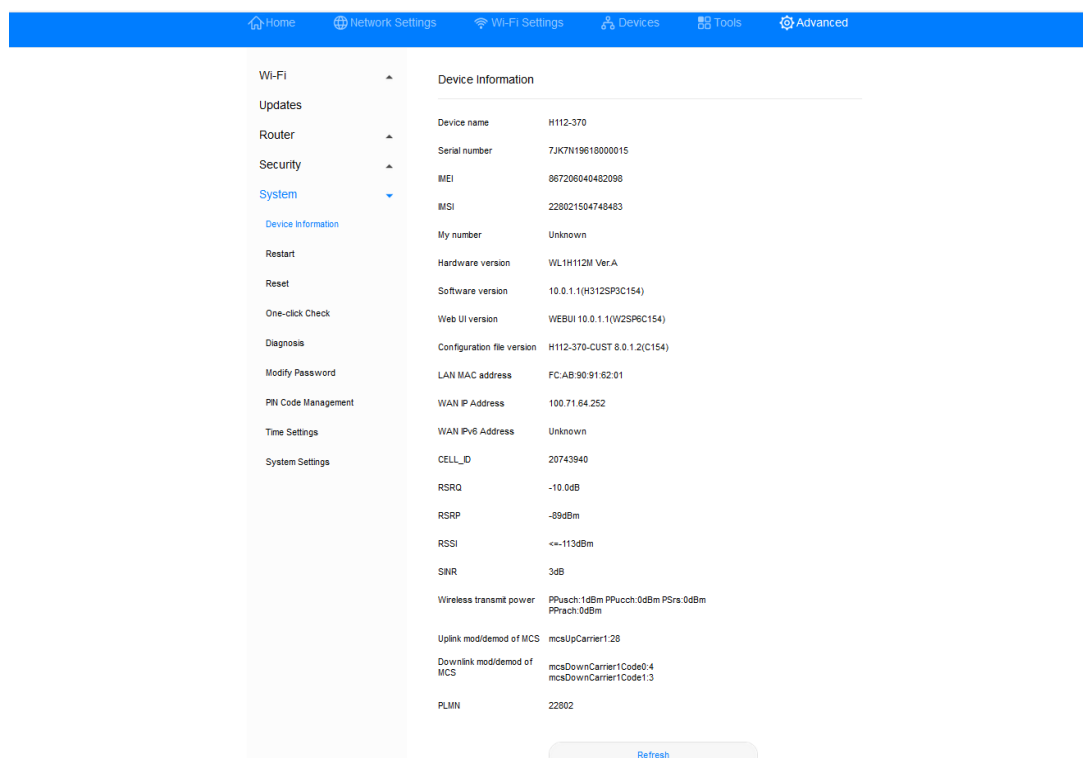 Home Network Settings Wi-Fi Settings Devices Tools Advanced
Wi-Fi
Updates
Router
Security
System
Device Information
Restart
Reset
One-click Check
Diagnosis
Modify Password
PIN Code Management
Time Settings
System Settings
Device Information
Device name H112-370
Serial number 7JK7N19618000015
IMEI 867206040482098
IMSI 228021504748483
My number Unknown
Hardware version WL1H112M Ver.A
Software version 10.0.1.1(H312SP3C154)
Web UI version WEBUI 10.0.1.1(W2SP6C154)
Configuration file version H112-370-CUST 8.0.1.2(C154)
LAN MAC address FC:AB:90:91:62:01
WAN IP Address 100.71.64.252
WAN IPv6 Address Unknown
CELL_ID 20743940
RSRQ -10.0dB
RSRP -89dBm
RSSI <=-113dBm
SINR 3dB
Wireless transmit power PPusch:1dBm PPucch:0dBm PSrs:0dBm
PPrach:0dBm
Uplink mod/demod of MCS mcsUpCarrier1:28
Downlink mod/demod of
MCS
mcsDownCarrier1Code0:4
mcsDownCarrier1Code1:3
PLMN 22802
Refresh